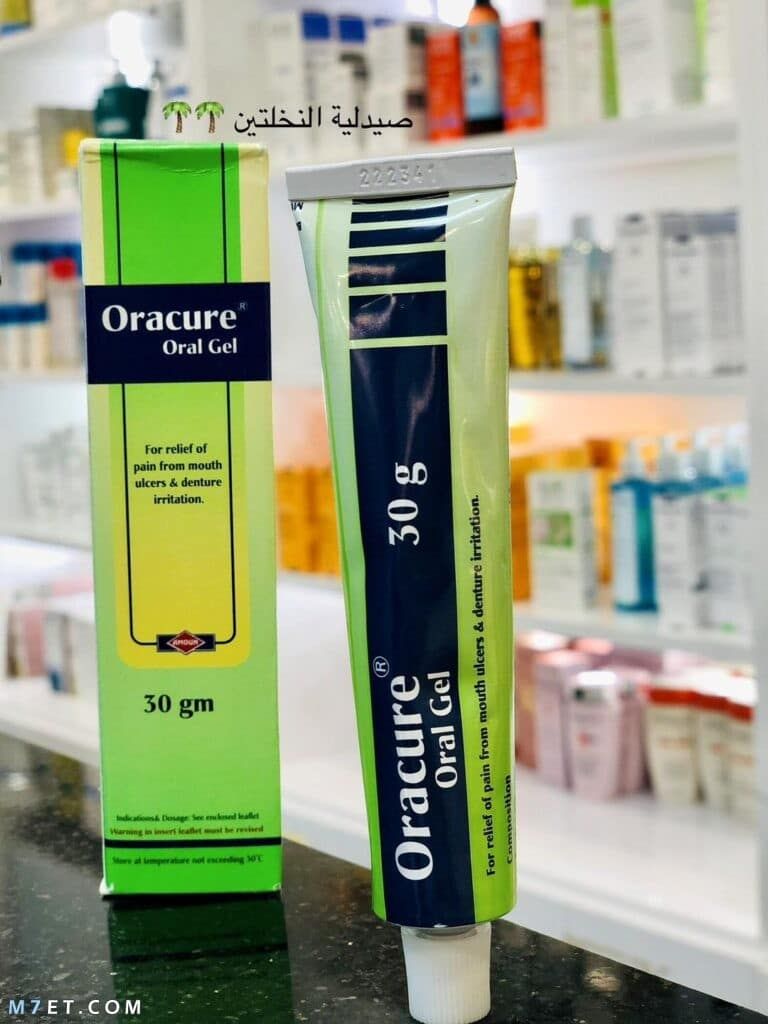 صيدلية النخلتين
222341
Oracure®
Oral Gel
For relief of
pain from mouth
ulcers & denture
irritation.
AMOUN
30 gm
Indications& Dosage: See enclosed leaflet
Warning in insert leaflet must be revised
Store at temperature not exceeding 30°C
Oracure®
Oral Gel
30 g
For relief of pain from mouth ulcers & denture irritation.
Composition
M7ET.COM